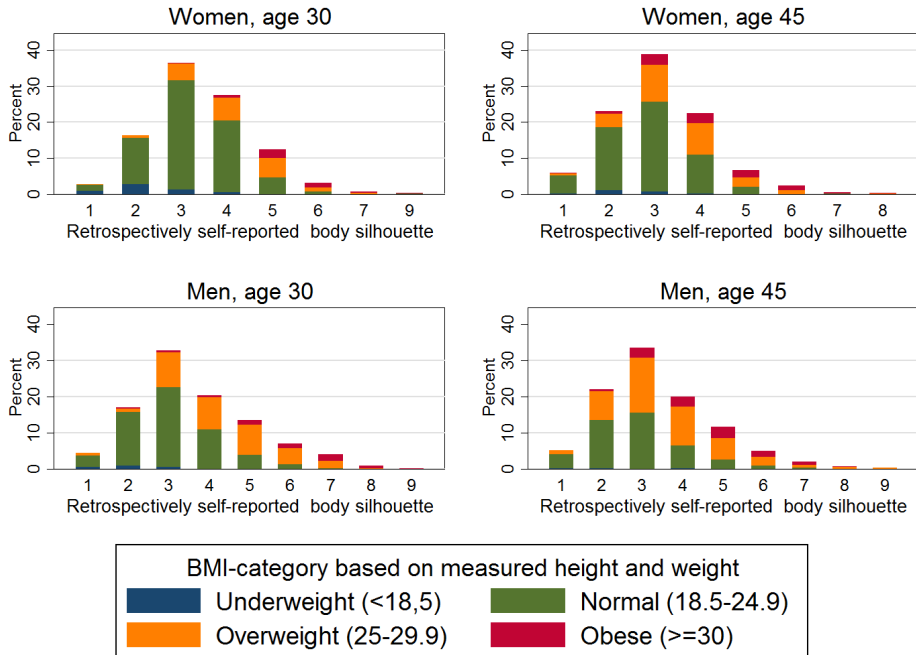 Women, age 30
Percent
0 10 20 30 40
1 2 3 4 5 6 7 9
Retrospectively self-reported body silhouette
Women, age 45
Percent
0 10 20 30 40
1 2 3 4 5 6 7 8
Retrospectively self-reported body silhouette
Men, age 30
Percent
0 10 20 30 40
1 2 3 4 5 6 7 8 9
Retrospectively self-reported body silhouette
Men, age 45
Percent
0 10 20 30 40
1 2 3 4 5 6 7 8 9
Retrospectively self-reported body silhouette
BMI-category based on measured height and weight
Underweight (<18,5)
Normal (18.5-24.9)
Overweight (25-29.9)
Obese (>=30)